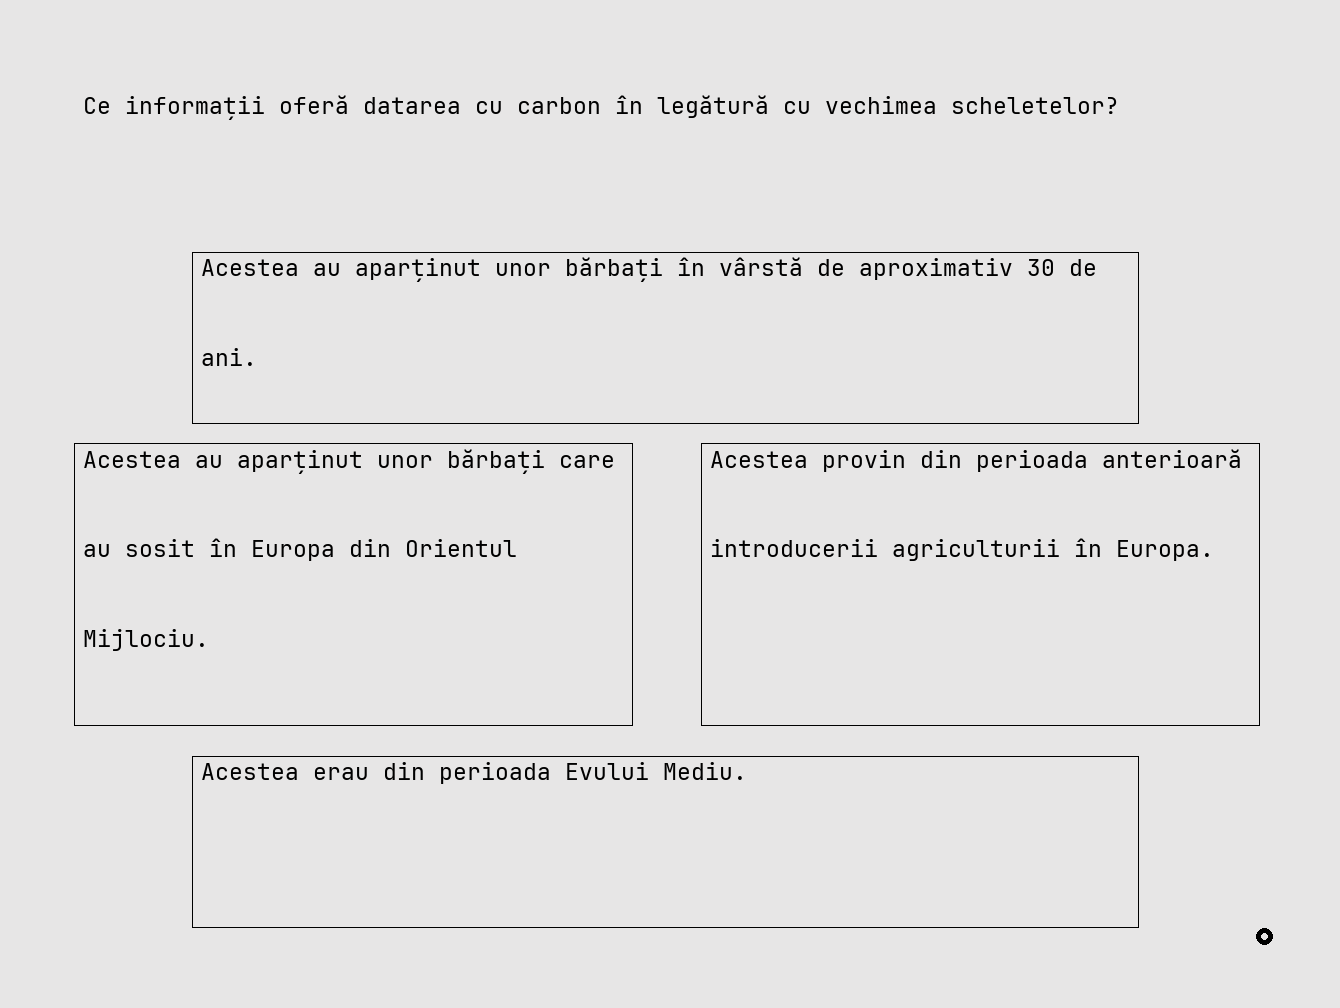 Ce informații oferă datarea cu carbon în legătură cu vechimea scheletelor?
Acestea au aparținut unor bărbați în vârstă de aproximativ 30 de
ani.
Acestea au aparținut unor bărbați care
au sosit în Europa din Orientul
Mijlociu.
Acestea provin din perioada anterioară
introducerii agriculturii în Europa.
Acestea erau din perioada Evului Mediu.